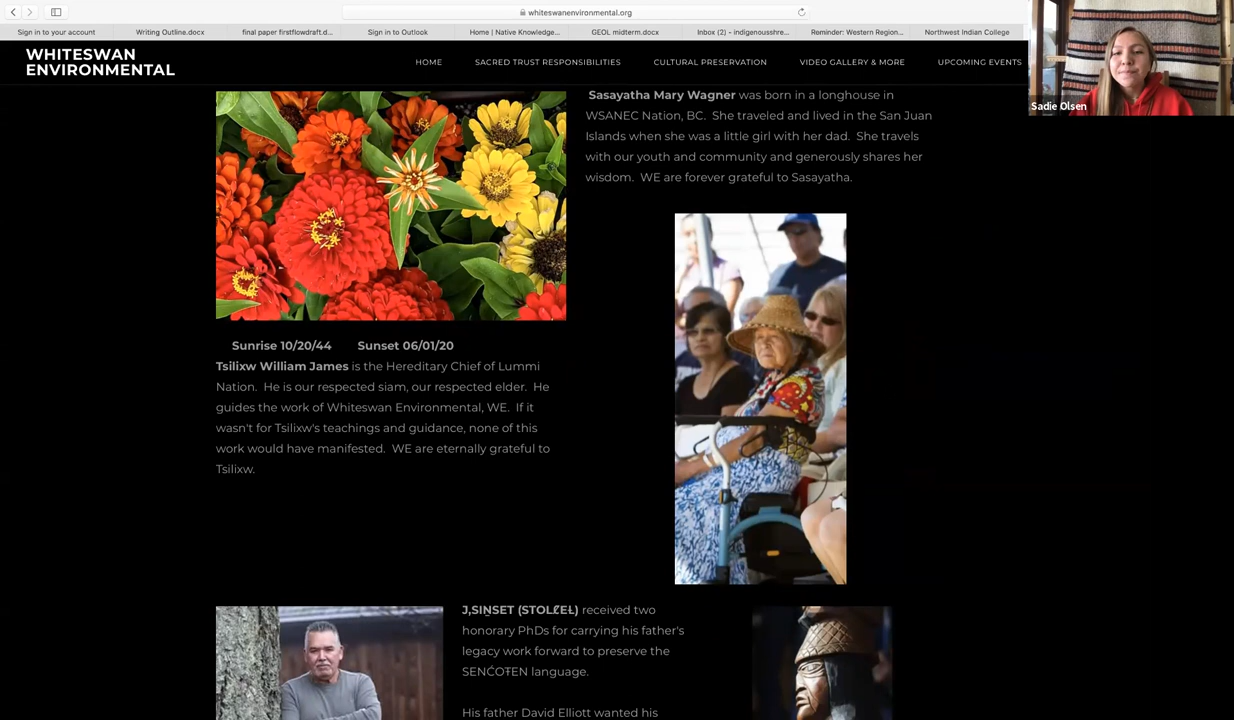 whiteswanenvironmental.org
Sign in to your account
Writing Outline.docx
final paper firstflowdraft.d...
Sign in to Outlook
Home | Native Knowledge...
GEOL midterm.docx
Inbox (2) - indigenousshre...
Reminder: Western Region...
Northwest Indian College
WHITESWAN
ENVIRONMENTAL
HOME
SACRED TRUST RESPONSIBILITIES
CULTURAL PRESERVATION
VIDEO GALLERY & MORE
UPCOMING EVENTS
Sadie Olsen
Sasayatha Mary Wagner was born in a longhouse in
WSANEC Nation, BC. She traveled and lived in the San Juan
Islands when she was a little girl with her dad. She travels
with our youth and community and generously shares her
wisdom. WE are forever grateful to Sasayatha.
Sunrise 10/20/44 Sunset 06/01/20
Tsilixw William James is the Hereditary Chief of Lummi
Nation. He is our respected siam, our respected elder. He
guides the work of Whiteswan Environmental, WE. If it
wasn't for Tsilixw's teachings and guidance, none of this
work would have manifested. WE are eternally grateful to
Tsilixw.
J,SIṈSET (STOLȻEȽ) received two
honorary PhDs for carrying his father's
legacy work forward to preserve the
SENĆOŦEN language.
His father David Elliott wanted his